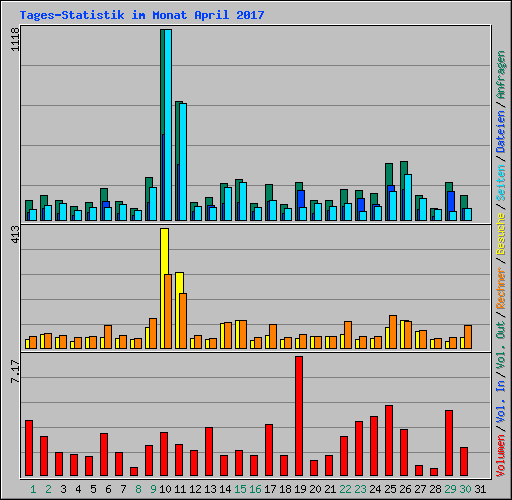 Tages-Statistik im Monat April 2017
1118
413
7.17
Volumen / Vol. In / Vol. Out / Rechner / Besuche / Seiten / Dateien / Anfragen
1 2 3 4 5 6 7 8 9 10 11 12 13 14 15 16 17 18 19 20 21 22 23 24 25 26 27 28 29 30 31